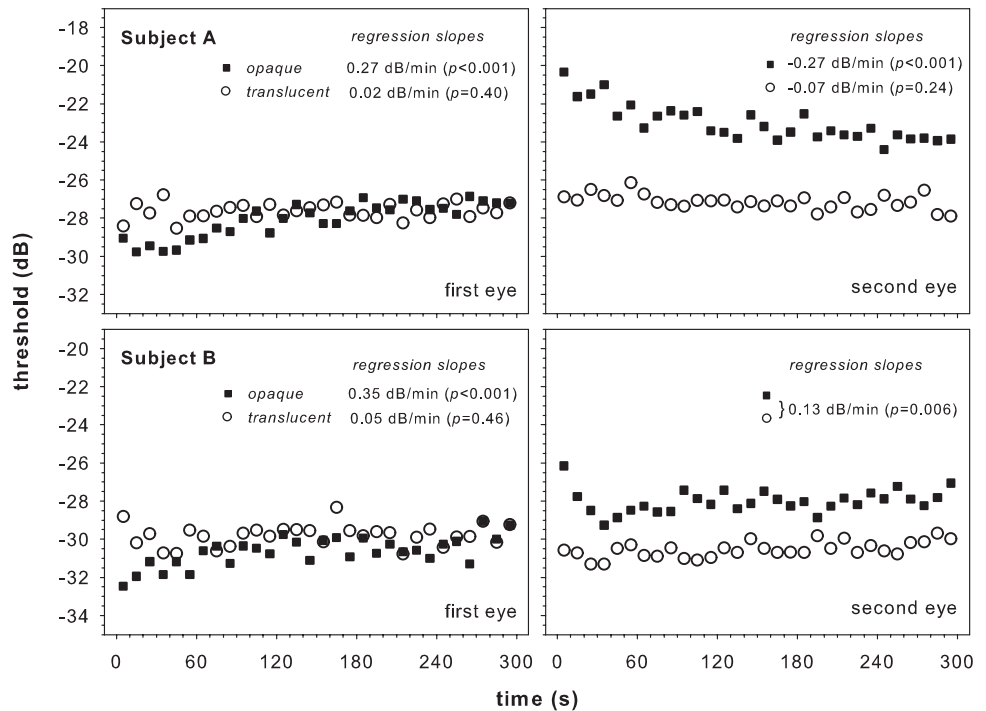 Subject A
regression slopes
opaque 0.27 dB/min (p<0.001)
translucent 0.02 dB/min (p=0.40)
first eye
regression slopes
-0.27 dB/min (p<0.001)
-0.07 dB/min (p=0.24)
second eye
-18
-20
-22
-24
-26
-28
-30
-32
threshold (dB)
Subject B
regression slopes
opaque 0.35 dB/min (p<0.001)
translucent 0.05 dB/min (p=0.46)
first eye
regression slopes
} 0.13 dB/min (p=0.006)
second eye
-20
-22
-24
-26
-28
-30
-32
-34
0 60 120 180 240 300
0 60 120 180 240 300
time (s)